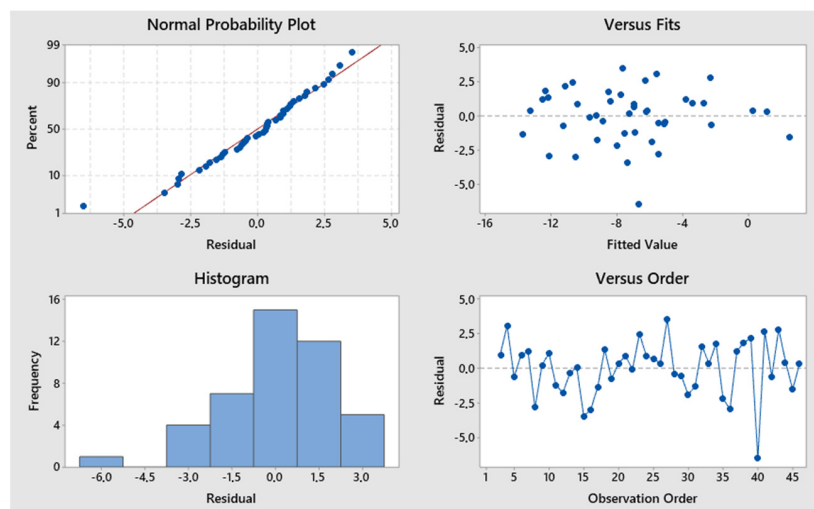 Normal Probability Plot
99
90
50
10
1
Percent
-5,0 -2,5 0,0 2,5 5,0
Residual
Versus Fits
5,0
2,5
0,0
-2,5
-5,0
Residual
-16 -12 -8 -4 0
Fitted Value
Histogram
16
12
8
4
0
Frequency
-6,0 -4,5 -3,0 -1,5 0,0 1,5 3,0
Residual
Versus Order
5,0
2,5
0,0
-2,5
-5,0
Residual
1 5 10 15 20 25 30 35 40 45
Observation Order